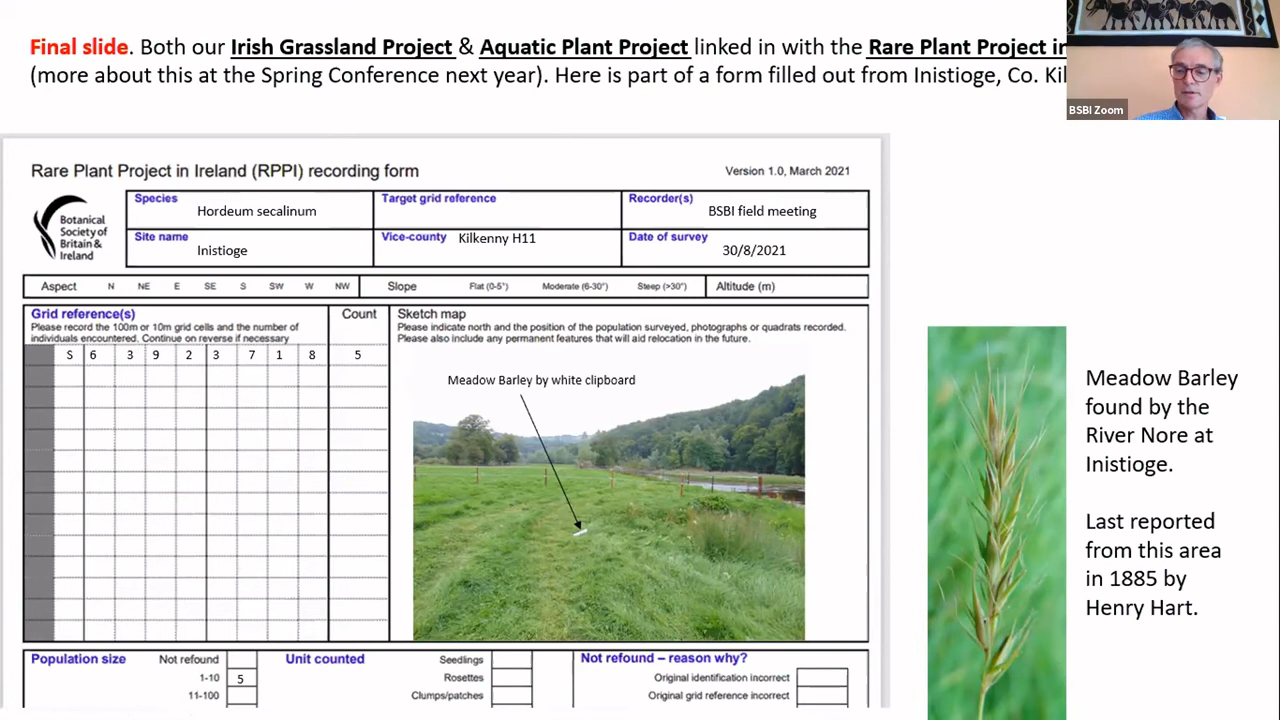 Final slide. Both our Irish Grassland Project & Aquatic Plant Project linked in with the Rare Plant Project in
(more about this at the Spring Conference next year). Here is part of a form filled out from Inistioge, Co.
BSBI Zoom
Rare Plant Project in Ireland (RPPI) recording form
Version 1.0, March 2021
Botanical
Society of
Britain &
Ireland
Species Hordeum secalinum
Target grid reference
Recorder(s) BSBI field meeting
Site name Inistioge
Vice-county Kilkenny H11
Date of survey 30/8/2021
Aspect N NE E SE S SW W NW
Slope Flat (0-5°) Moderate (6-30°) Steep (>30°)
Altitude (m)
Grid reference(s)
Please record the 100m or 10m grid cells and the number of
individuals encountered. Continue on reverse if necessary
Count
S 6 3 9 2 3 7 1 8 5
Sketch map
Please indicate north and the position of the population surveyed, photographs or quadrats recorded.
Please also include any permanent features that will aid relocation in the future.
Meadow Barley by white clipboard
Meadow Barley
found by the
River Nore at
Inistioge.
Last reported
from this area
in 1885 by
Henry Hart.
Population size
Not refound
1-10 5
11-100
Unit counted
Seedlings
Rosettes
Clumps/patches
Not refound – reason why?
Original identification incorrect
Original grid reference incorrect